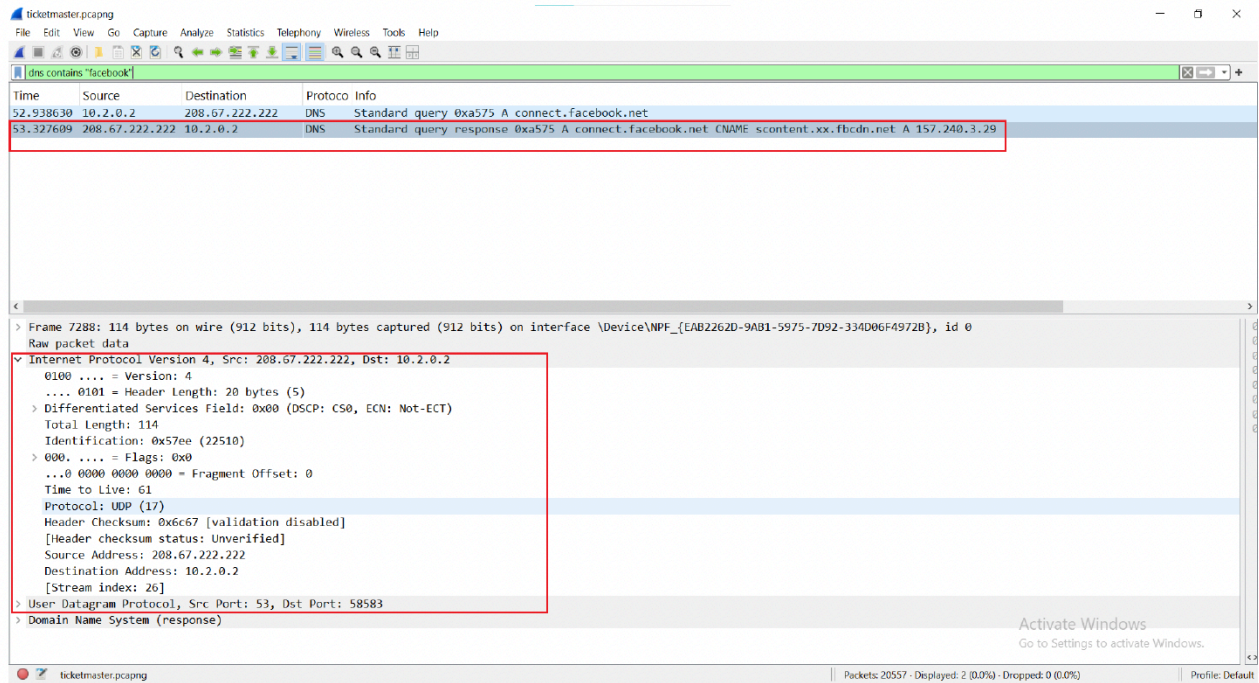 ticketmaster.pcapng
File Edit View Go Capture Analyze Statistics Telephony Wireless Tools Help
dns contains "facebook"
Time Source Destination Protoco Info
52.938630 10.2.0.2 208.67.222.222 DNS Standard query 0xa575 A connect.facebook.net
53.327609 208.67.222.222 10.2.0.2 DNS Standard query response 0xa575 A connect.facebook.net CNAME scontent.xx.fbcdn.net A 157.240.3.29
Frame 7288: 114 bytes on wire (912 bits), 114 bytes captured (912 bits) on interface \Device\NPF_{EAB2262D-9AB1-5975-7D92-334D06F4972B}, id 0
Raw packet data
Internet Protocol Version 4, Src: 208.67.222.222, Dst: 10.2.0.2
0100 .... = Version: 4
.... 0101 = Header Length: 20 bytes (5)
Differentiated Services Field: 0x00 (DSCP: CS0, ECN: Not-ECT)
Total Length: 114
Identification: 0x57ee (22510)
000. .... = Flags: 0x0
...0 0000 0000 0000 = Fragment Offset: 0
Time to Live: 61
Protocol: UDP (17)
Header Checksum: 0x6c67 [validation disabled]
[Header checksum status: Unverified]
Source Address: 208.67.222.222
Destination Address: 10.2.0.2
[Stream index: 26]
User Datagram Protocol, Src Port: 53, Dst Port: 58583
Domain Name System (response)
Activate Windows
Go to Settings to activate Windows.
ticketmaster.pcapng
Packets: 20557 · Displayed: 2 (0.0%) · Dropped: 0 (0.0%)
Profile: Default